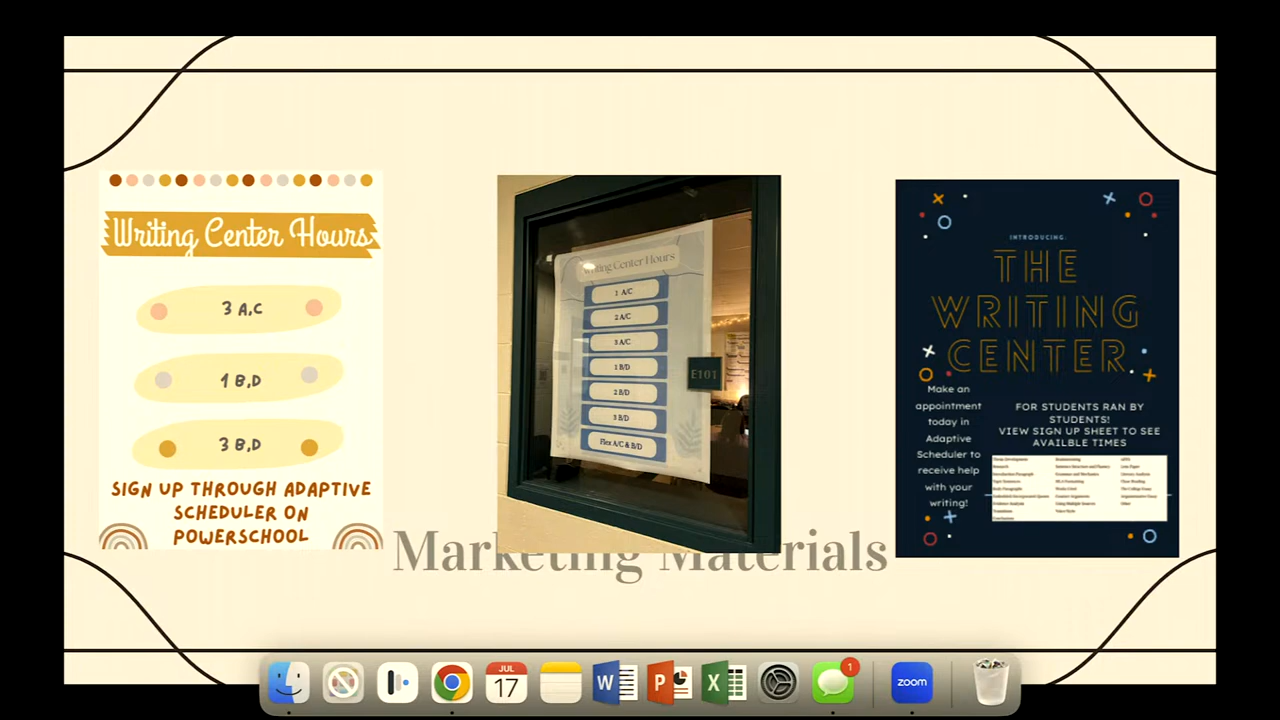 Writing Center Hours
3 A,C
1 B,D
3 B,D
SIGN UP THROUGH ADAPTIVE
SCHEDULER ON
POWERSCHOOL
Writing Center Hours
1 A/C
2 A/C
3 A/C
1 B/D
2 B/D
3 B/D
Flex A/C & B/D
E101
INTRODUCING:
THE
WRITING
CENTER
Make an
appointment
today in
Adaptive
Scheduler to
receive help
with your
writing!
FOR STUDENTS RAN BY
STUDENTS!
VIEW SIGN UP SHEET TO SEE
AVAILBLE TIMES
Marketing Materials
JUL
17
W
P
X
1
zoom